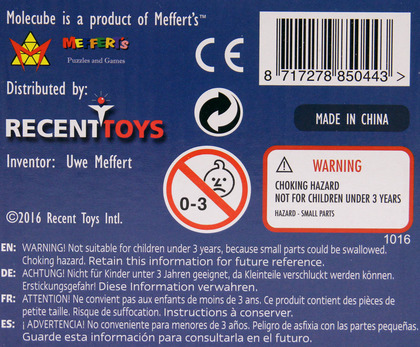 Molecube is a product of Meffert's™
MEFFERT'S
Puzzles and Games
Distributed by:
RECENTTOYS
Inventor: Uwe Meffert
©2016 Recent Toys Intl.
CE
8 717278 850443 >
MADE IN CHINA
0-3
WARNING
CHOKING HAZARD
NOT FOR CHILDREN UNDER 3 YEARS
HAZARD - SMALL PARTS
1016
EN: WARNING! Not suitable for children under 3 years, because small parts could be swallowed.
Choking hazard. Retain this information for future reference.
DE: ACHTUNG! Nicht für Kinder unter 3 Jahren geeignet, da Kleinteile verschluckt werden können.
Erstickungsgefahr! Diese Information verwahren.
FR: ATTENTION! Ne convient pas aux enfants de moins de 3 ans. Ce produit contient des pièces de
petite taille. Risque de suffocation. Instructions à conserver.
ES: ¡ ADVERTENCIA! No conveniente para menores de 3 años. Peligro de asfixia con las partes pequeñas.
Guardar esta información para consultarla en el futuro.